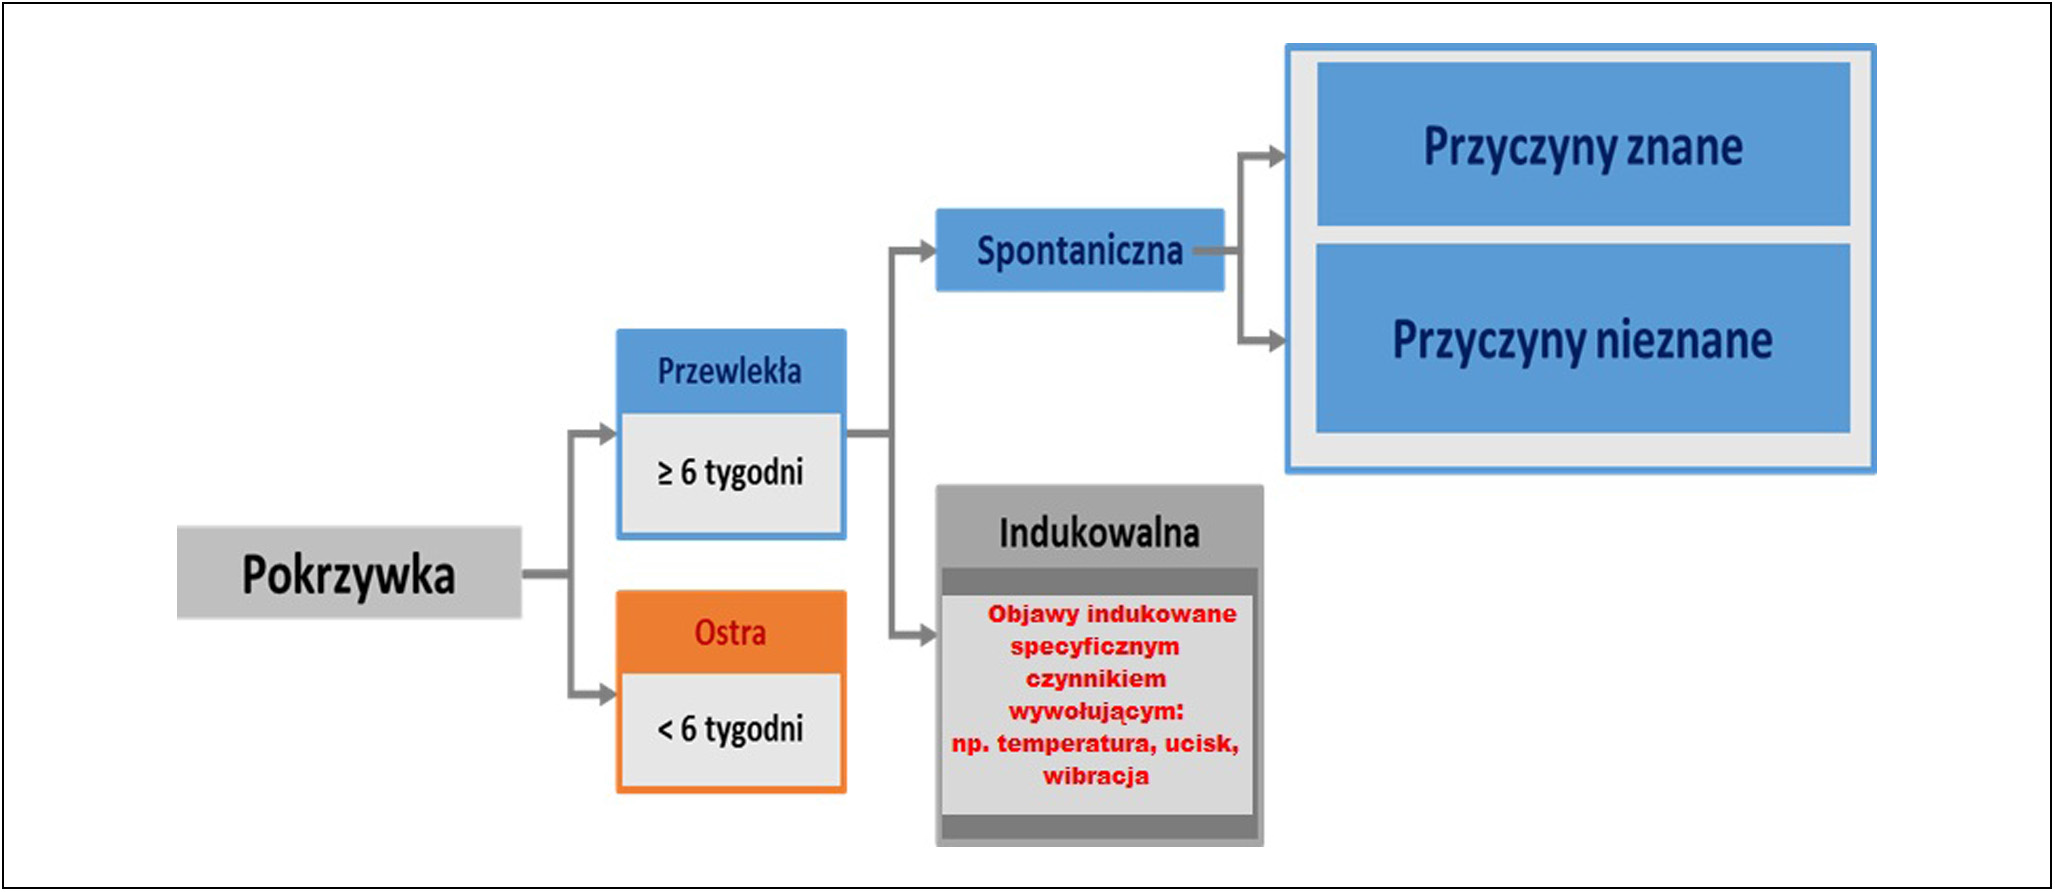 Pokrzywka
Przewlekła
≥ 6 tygodni
Ostra
< 6 tygodni
Spontaniczna
Przyczyny znane
Przyczyny nieznane
Indukowalna
Objawy indukowane
specyficznym
czynnikiem
wywołującym:
np. temperatura, ucisk,
wibracja